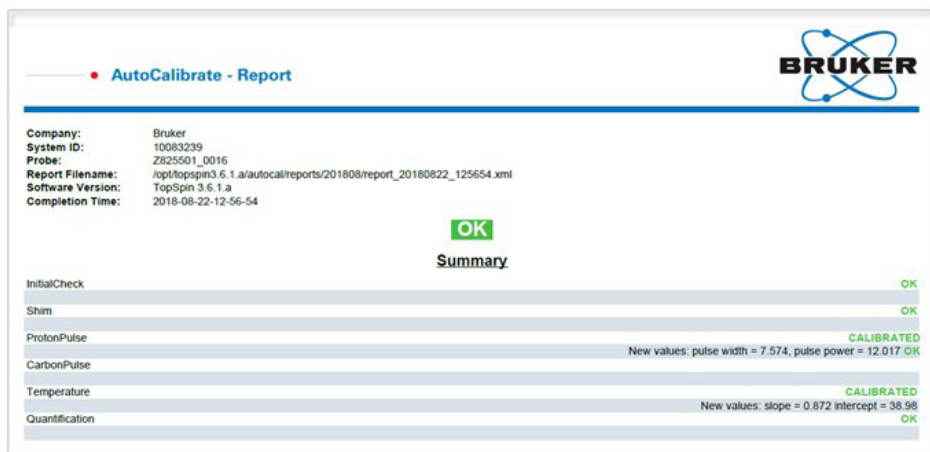 AutoCalibrate - Report
BRUKER
Company: Bruker
System ID: 10083239
Probe: Z825501_0016
Report Filename: /opt/topspin3.6.1.a/autocal/reports/201808/report_20180822_125654.xml
Software Version: TopSpin 3.6.1.a
Completion Time: 2018-08-22-12-56-54
OK
Summary
InitialCheck OK
Shim OK
ProtonPulse CALIBRATED
New values: pulse width = 7.574, pulse power = 12.017 OK
CarbonPulse
Temperature CALIBRATED
New values: slope = 0.872 intercept = 38.98
Quantification OK